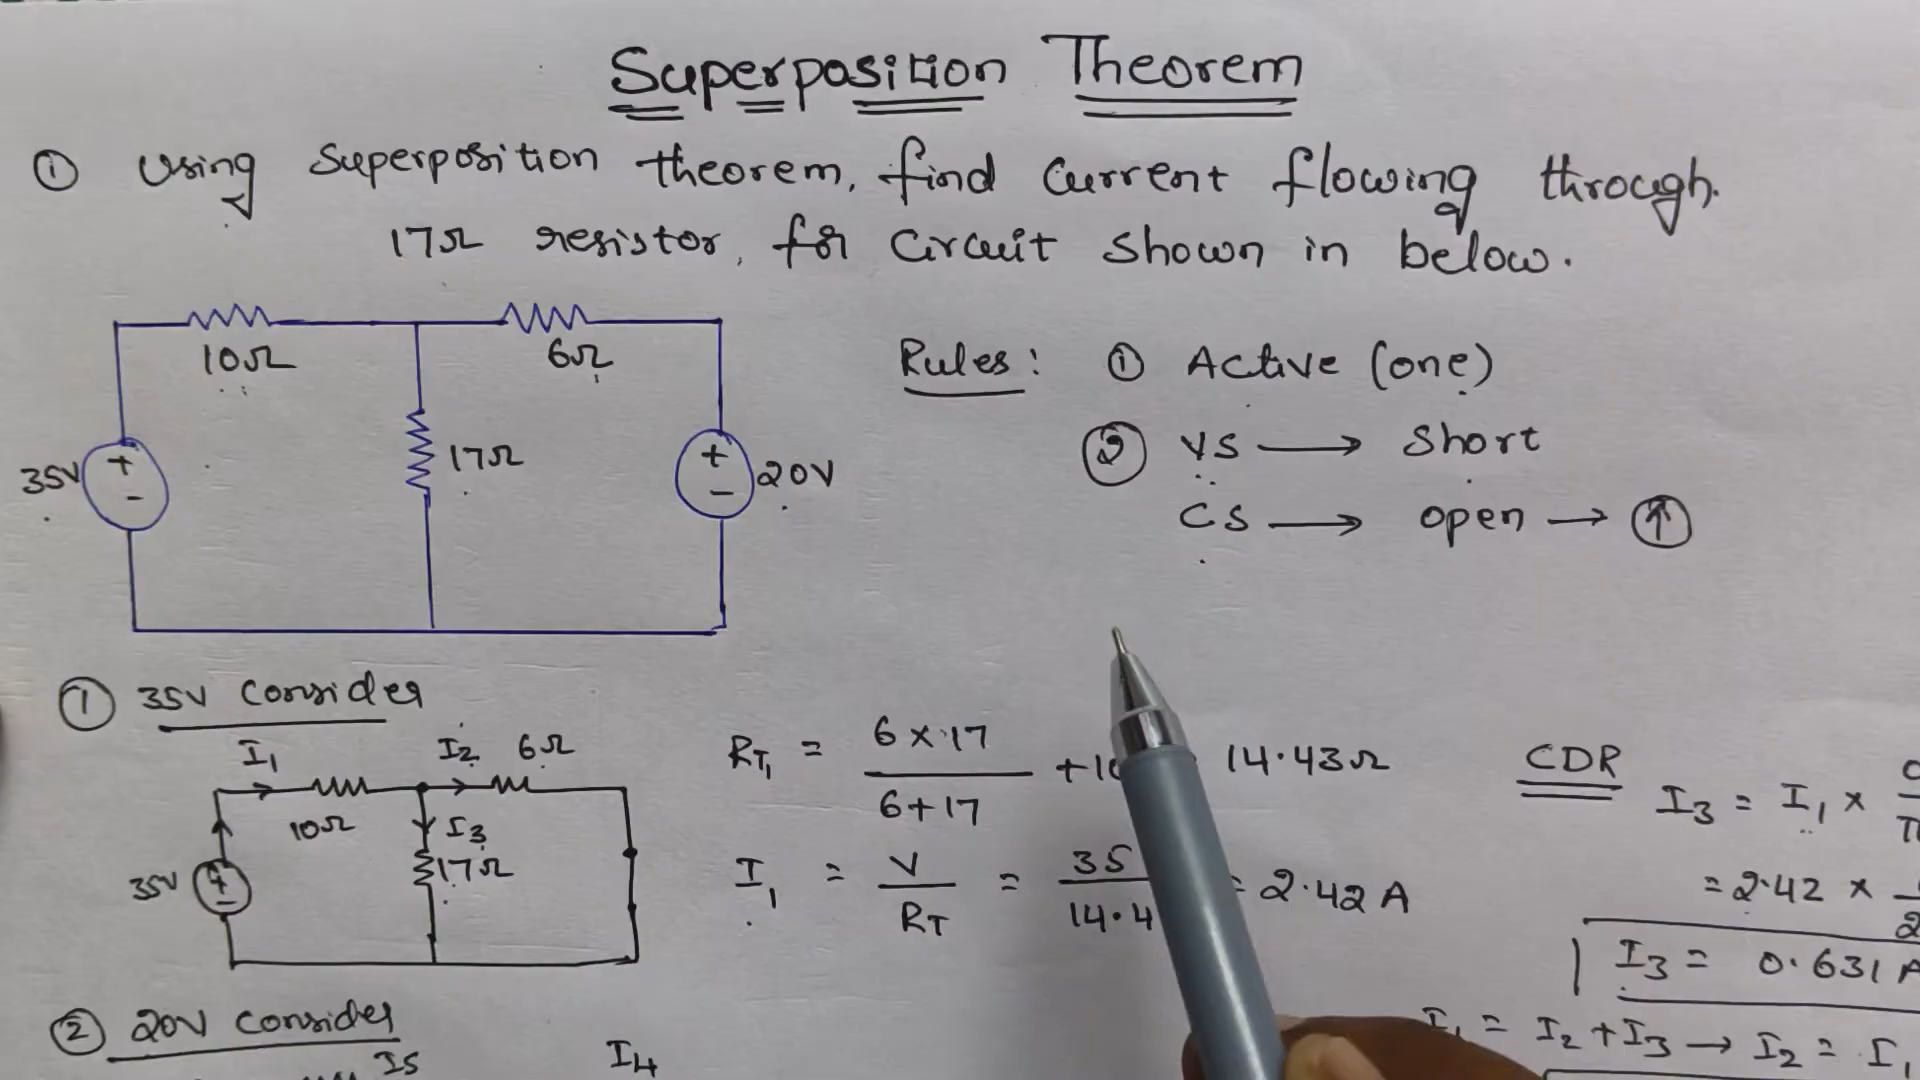 Superposition Theorem
① Using Superposition theorem, find current flowing through.
17Ω resistor, for circuit shown in below.
10Ω 6Ω
17Ω
35V + - + - 20V
Rules: ① Active (one)
② VS → Short
CS → open → ↑
① 35V Consider
I₁ I₂ 6Ω
10Ω I₃
17Ω
35V + -
RT₁ = 6 × 17 / 6 + 17 + 14.43Ω
I₁ = V / RT = 35 / 14.4 = 2.42 A
CDR
I₃ = I₁ ×
= 2.42 ×
I₃ = 0.631 A
I₁ = I₂ + I₃ → I₂ = I₁
② 20V Consider
I5 I4